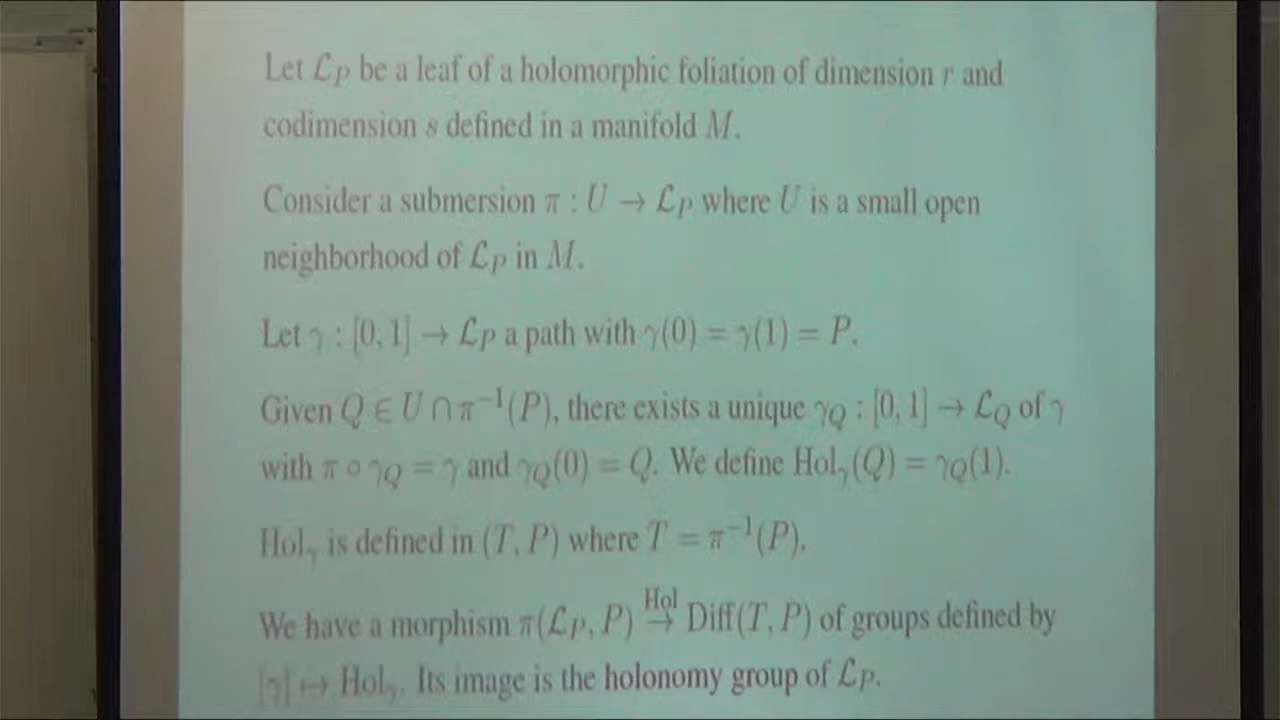 Let ℒ_P be a leaf of a holomorphic foliation of dimension r and
codimension s defined in a manifold M.
Consider a submersion π : U → ℒ_P where U is a small open
neighborhood of ℒ_P in M.
Let γ : [0, 1] → ℒ_P a path with γ(0) = γ(1) = P.
Given Q ∈ U ∩ π⁻¹(P), there exists a unique γ_Q : [0, 1] → ℒ_Q of γ
with π ∘ γ_Q = γ and γ_Q(0) = Q. We define Hol_γ(Q) = γ_Q(1).
Hol_γ is defined in (T, P) where T = π⁻¹(P).
We have a morphism π(ℒ_P, P) →^Hol Diff(T, P) of groups defined by
[γ] ↦ Hol_γ. Its image is the holonomy group of ℒ_P.